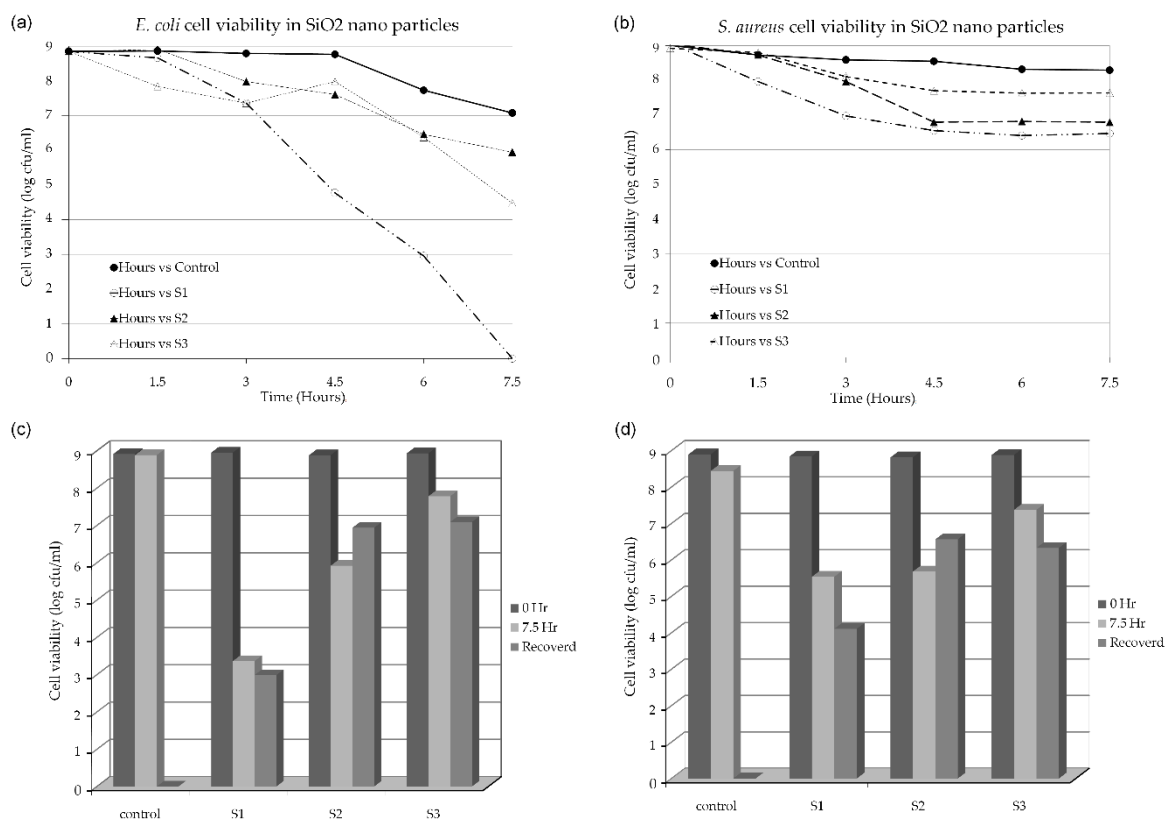 (a)
E. coli cell viability in SiO2 nano particles
Cell viability (log cfu/ml)
9
8
7
6
5
4
3
2
1
0
Hours vs Control
Hours vs S1
Hours vs S2
Hours vs S3
0 1.5 3 4.5 6 7.5
Time (Hours)
(b)
S. aureus cell viability in SiO2 nano particles
Cell viability (log cfu/ml)
9
8
7
6
5
4
3
2
1
0
Hours vs Control
Hours vs S1
Hours vs S2
Hours vs S3
0 1.5 3 4.5 6 7.5
Time (Hours)
(c)
Cell viability (log cfu/ml)
9
8
7
6
5
4
3
2
1
0
control S1 S2 S3
0 Hr
7.5 Hr
Recoverd
(d)
Cell viability (log cfu/ml)
9
8
7
6
5
4
3
2
1
0
control S1 S2 S3
0 Hr
7.5 Hr
Recoverd